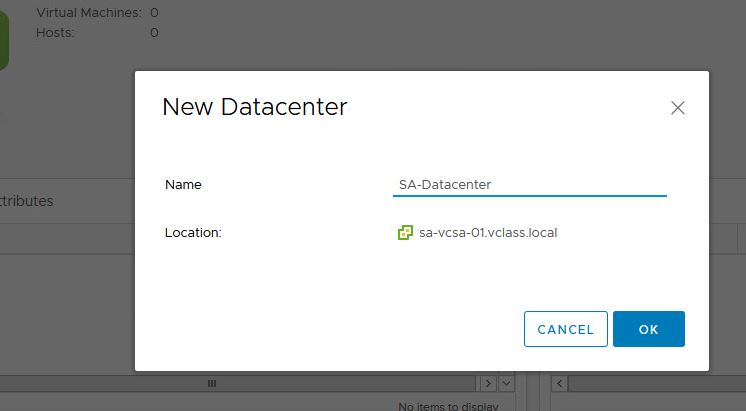 Virtual Machines: 0
Hosts: 0
New Datacenter
Name SA-Datacenter
Location: sa-vcsa-01.vclass.local
CANCEL OK
ttributes
No items to display